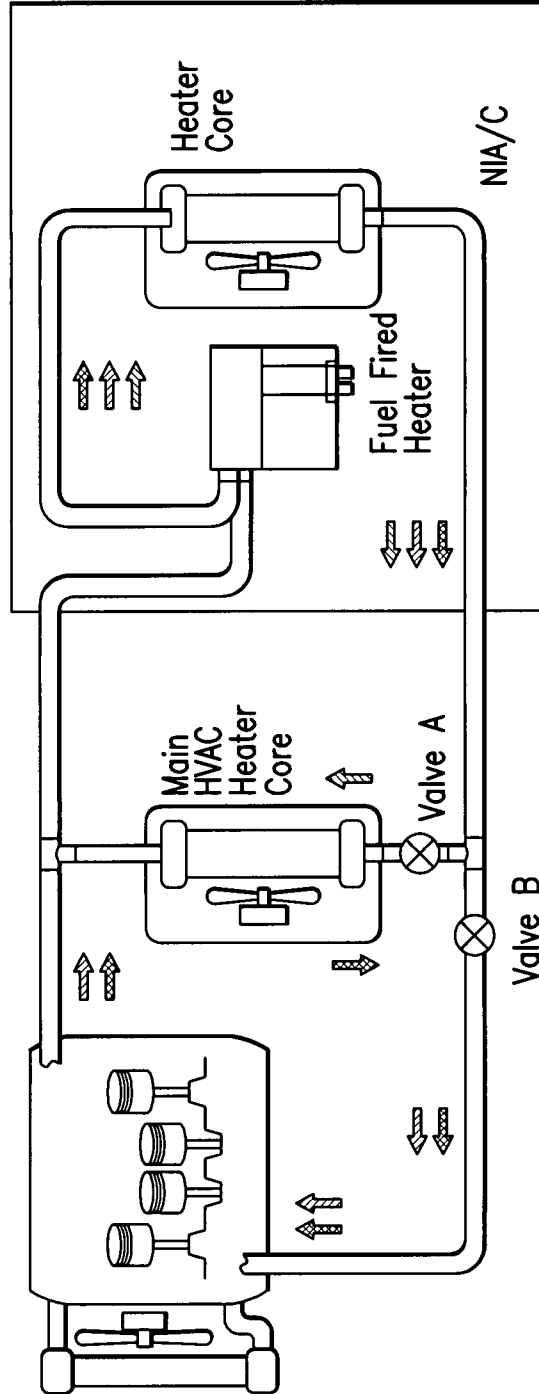 Main
HVAC
Heater
Core
Valve A
Valve B
Fuel Fired
Heater
Heater
Core
NIA/C